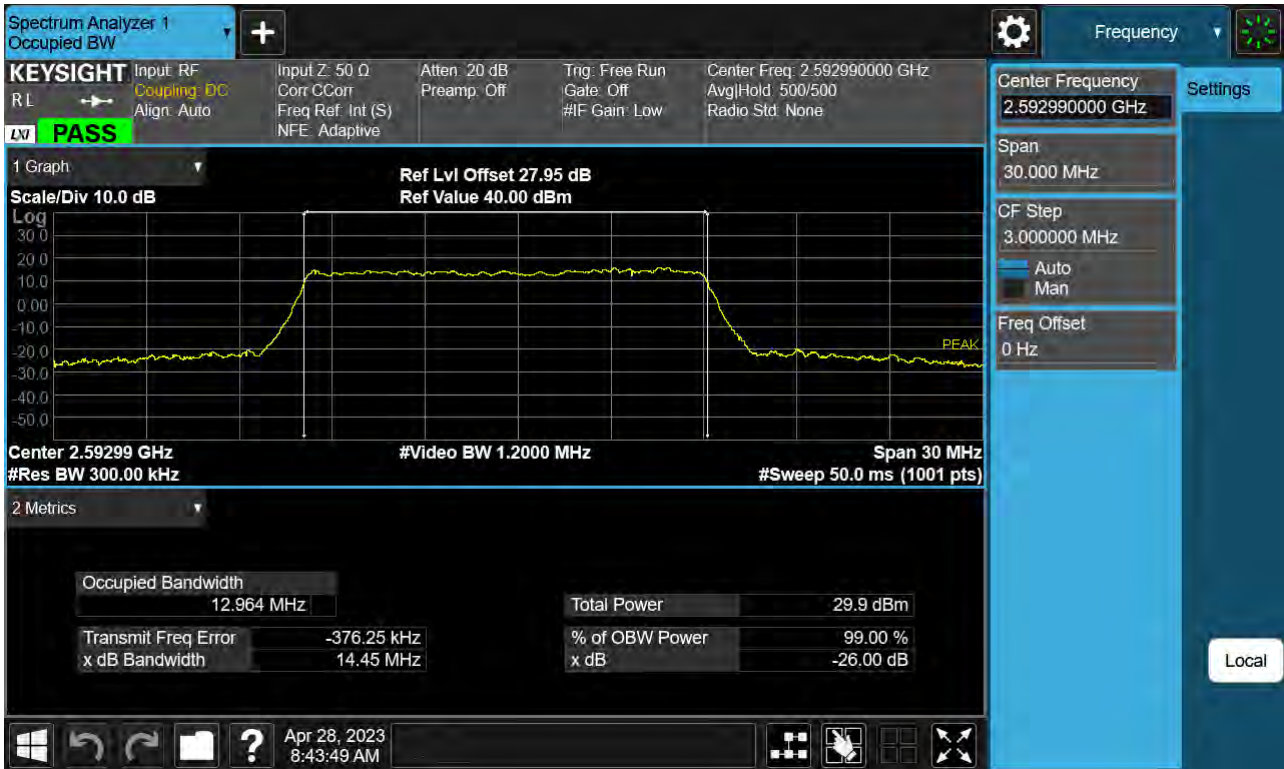 Spectrum Analyzer 1
Occupied BW
+
Frequency
KEYSIGHT
RL
LXI
PASS
Input: RF
Coupling: DC
Align: Auto
Input Z: 50 Ω
Corr CCorr
Freq Ref: Int (S)
NFE: Adaptive
Atten: 20 dB
Preamp: Off
Trig: Free Run
Gate: Off
#IF Gain: Low
Center Freq: 2.592990000 GHz
Avg|Hold: 500/500
Radio Std: None
1 Graph
Scale/Div 10.0 dB
Ref Lvl Offset 27.95 dB
Ref Value 40.00 dBm
Log
30.0
20.0
10.0
0.00
-10.0
-20.0
-30.0
-40.0
-50.0
PEAK
Center 2.59299 GHz
#Res BW 300.00 kHz
#Video BW 1.2000 MHz
Span 30 MHz
#Sweep 50.0 ms (1001 pts)
2 Metrics
Occupied Bandwidth
12.964 MHz
Transmit Freq Error -376.25 kHz
x dB Bandwidth 14.45 MHz
Total Power 29.9 dBm
% of OBW Power 99.00 %
x dB -26.00 dB
Center Frequency
2.592990000 GHz
Span
30.000 MHz
CF Step
3.000000 MHz
Auto
Man
Freq Offset
0 Hz
Settings
Local
?
Apr 28, 2023
8:43:49 AM